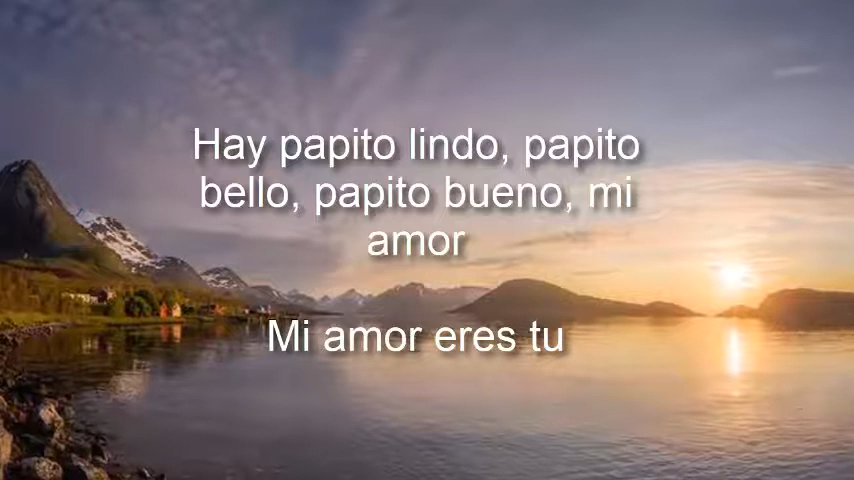 Hay papito lindo, papito
bello, papito bueno, mi
amor
Mi amor eres tu